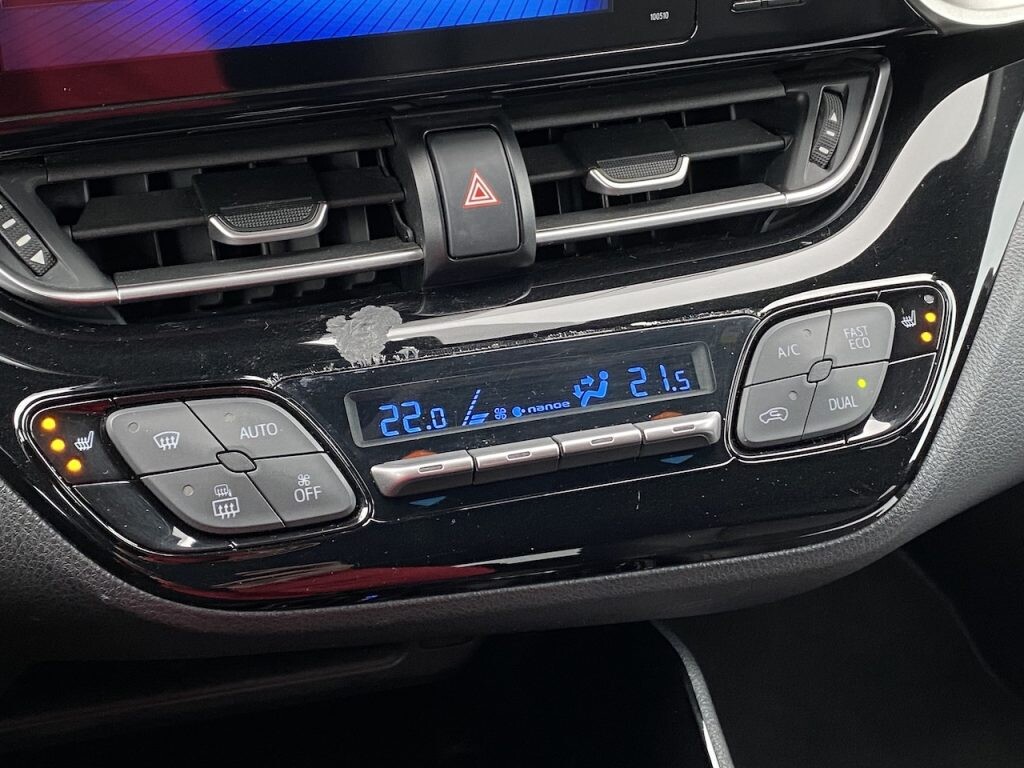 100510
22.0
nanoe
21.5
AUTO
OFF
A/C
FAST
ECO
DUAL